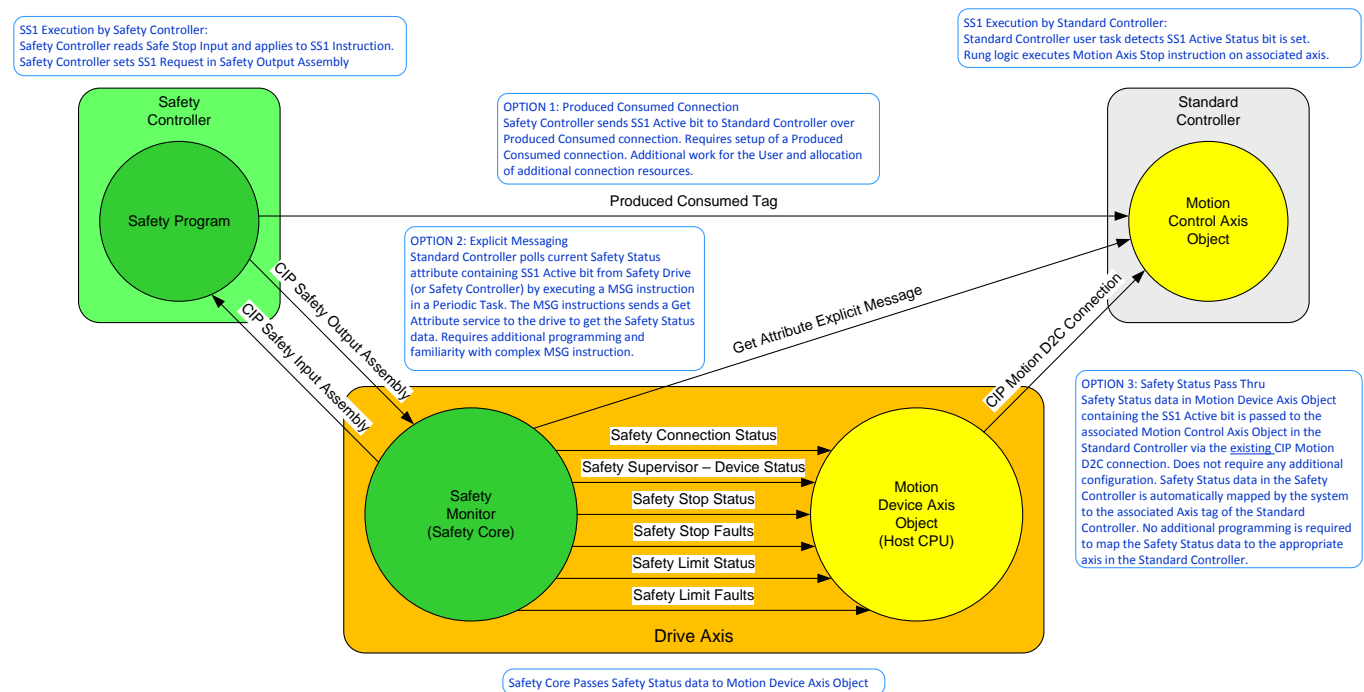 SS1 Execution by Safety Controller:
Safety Controller reads Safe Stop Input and applies to SS1 Instruction.
Safety Controller sets SS1 Request in Safety Output Assembly
SS1 Execution by Standard Controller:
Standard Controller user task detects SS1 Active Status bit is set.
Rung logic executes Motion Axis Stop instruction on associated axis.
Safety
Controller
Safety Program
OPTION 1: Produced Consumed Connection
Safety Controller sends SS1 Active bit to Standard Controller over
Produced Consumed connection. Requires setup of a Produced
Consumed connection. Additional work for the User and allocation
of additional connection resources.
Standard
Controller
Motion
Control Axis
Object
Produced Consumed Tag
OPTION 2: Explicit Messaging
Standard Controller polls current Safety Status
attribute containing SS1 Active bit from Safety Drive
(or Safety Controller) by executing a MSG instruction
in a Periodic Task. The MSG instructions sends a Get
Attribute service to the drive to get the Safety Status
data. Requires additional programming and
familiarity with complex MSG instruction.
CIP Safety Output Assembly
CIP Safety Input Assembly
Get Attribute Explicit Message
CIP Motion D2C Connection
OPTION 3: Safety Status Pass Thru
Safety Status data in Motion Device Axis Object
containing the SS1 Active bit is passed to the
associated Motion Control Axis Object in the
Standard Controller via the existing CIP Motion
D2C connection. Does not require any additional
configuration. Safety Status data in the Safety
Controller is automatically mapped by the system
to the associated Axis tag of the Standard
Controller. No additional programming is required
to map the Safety Status data to the appropriate
axis in the Standard Controller.
Safety
Monitor
(Safety Core)
Safety Connection Status
Safety Supervisor – Device Status
Safety Stop Status
Safety Stop Faults
Safety Limit Status
Safety Limit Faults
Motion
Device Axis
Object
(Host CPU)
Drive Axis
Safety Core Passes Safety Status data to Motion Device Axis Object